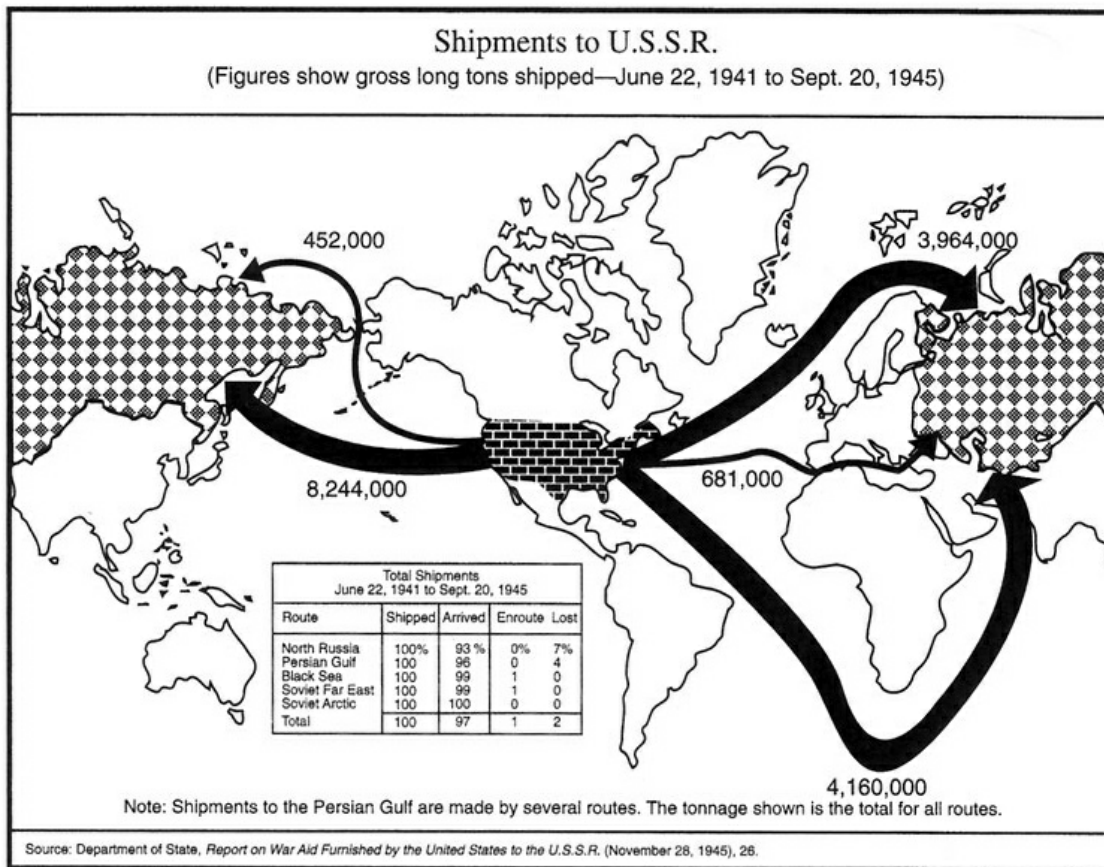 Shipments to U.S.S.R.
(Figures show gross long tons shipped—June 22, 1941 to Sept. 20, 1945)
452,000
3,964,000
8,244,000
681,000
Total Shipments
June 22, 1941 to Sept. 20, 1945
Route Shipped Arrived Enroute Lost
North Russia 100% 93% 0% 7%
Persian Gulf 100 96 0 4
Black Sea 100 99 1 0
Soviet Far East 100 99 1 0
Soviet Arctic 100 100 0 0
Total 100 97 1 2
4,160,000
Note: Shipments to the Persian Gulf are made by several routes. The tonnage shown is the total for all routes.
Source: Department of State, Report on War Aid Furnished by the United States to the U.S.S.R. (November 28, 1945), 26.